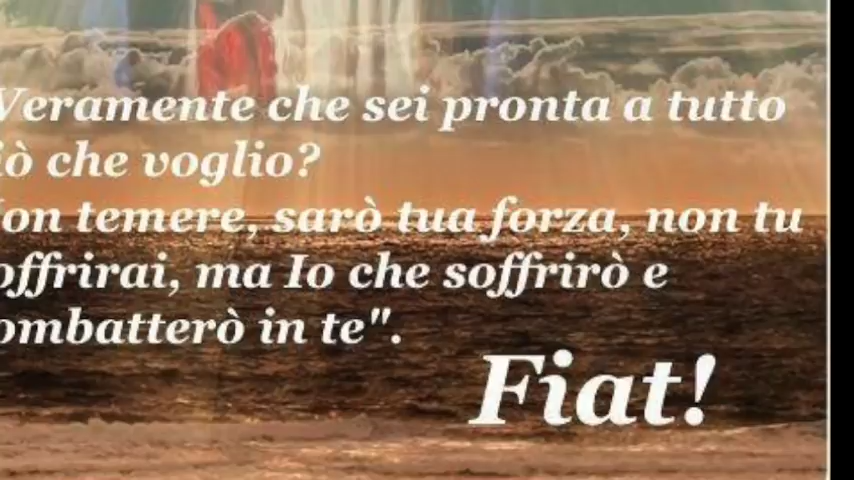 Veramente che sei pronta a tutto
iò che voglio?
on temere, sarò tua forza, non tu
offrirai, ma Io che soffrirò e
ombatterò in te".
Fiat!